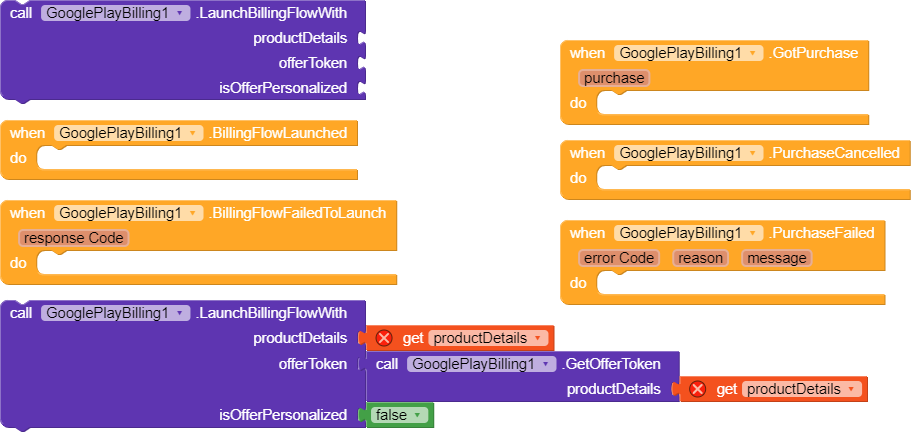 call GooglePlayBilling1 .LaunchBillingFlowWith
productDetails
offerToken
isOfferPersonalized
when GooglePlayBilling1 .BillingFlowLaunched
do
when GooglePlayBilling1 .BillingFlowFailedToLaunch
response Code
do
when GooglePlayBilling1 .GotPurchase
purchase
do
when GooglePlayBilling1 .PurchaseCancelled
do
when GooglePlayBilling1 .PurchaseFailed
error Code reason message
do
call GooglePlayBilling1 .LaunchBillingFlowWith
productDetails get productDetails
offerToken call GooglePlayBilling1 .GetOfferToken
productDetails get productDetails
isOfferPersonalized false